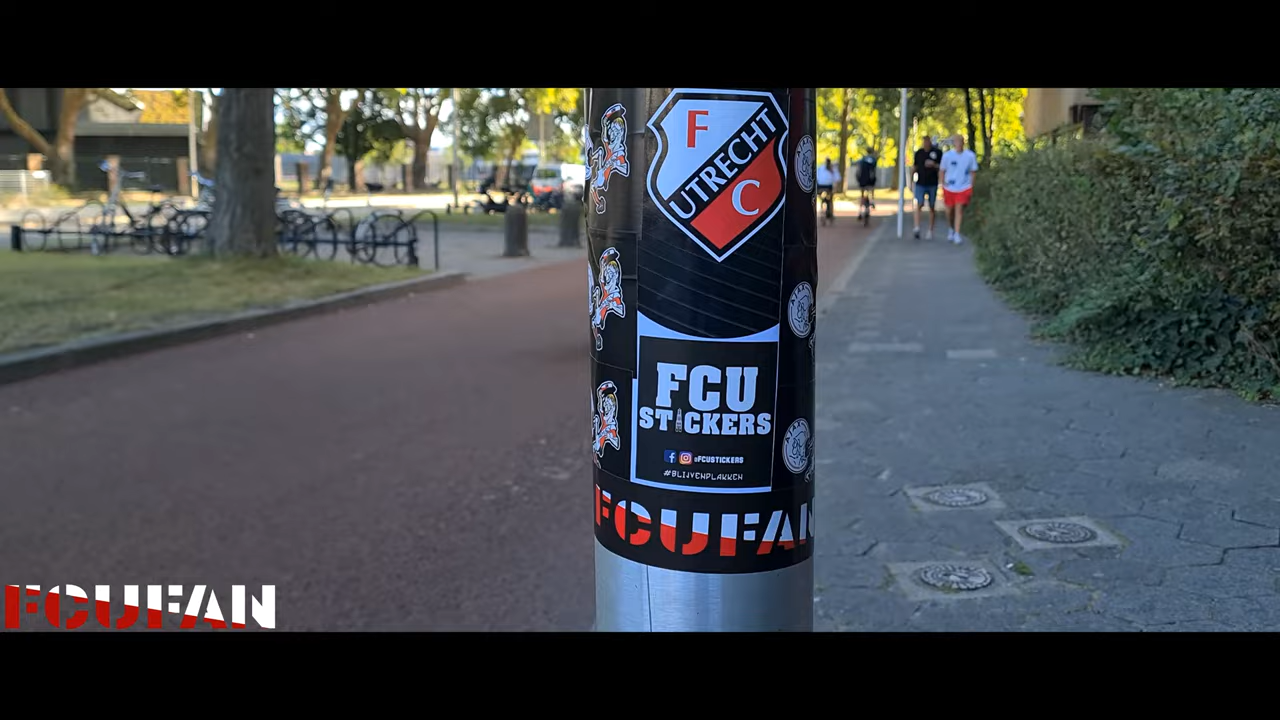 F
UTRECHT
C
FCU
STICKERS
@FCUSTICKERS
#BLIJVENPLAKKEN
FCUFAN
FCUFAN